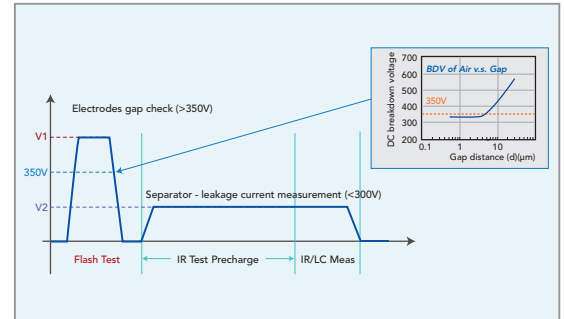 Electrodes gap check (>350V)
V1
350V
V2
Separator - leakage current measurement (<300V)
Flash Test
IR Test Precharge
IR/LC Meas
DC breakdown voltage
700
600
500
400
300
200
BDV of Air v.s. Gap
350V
0.1
1
10
Gap distance (d)(μm)